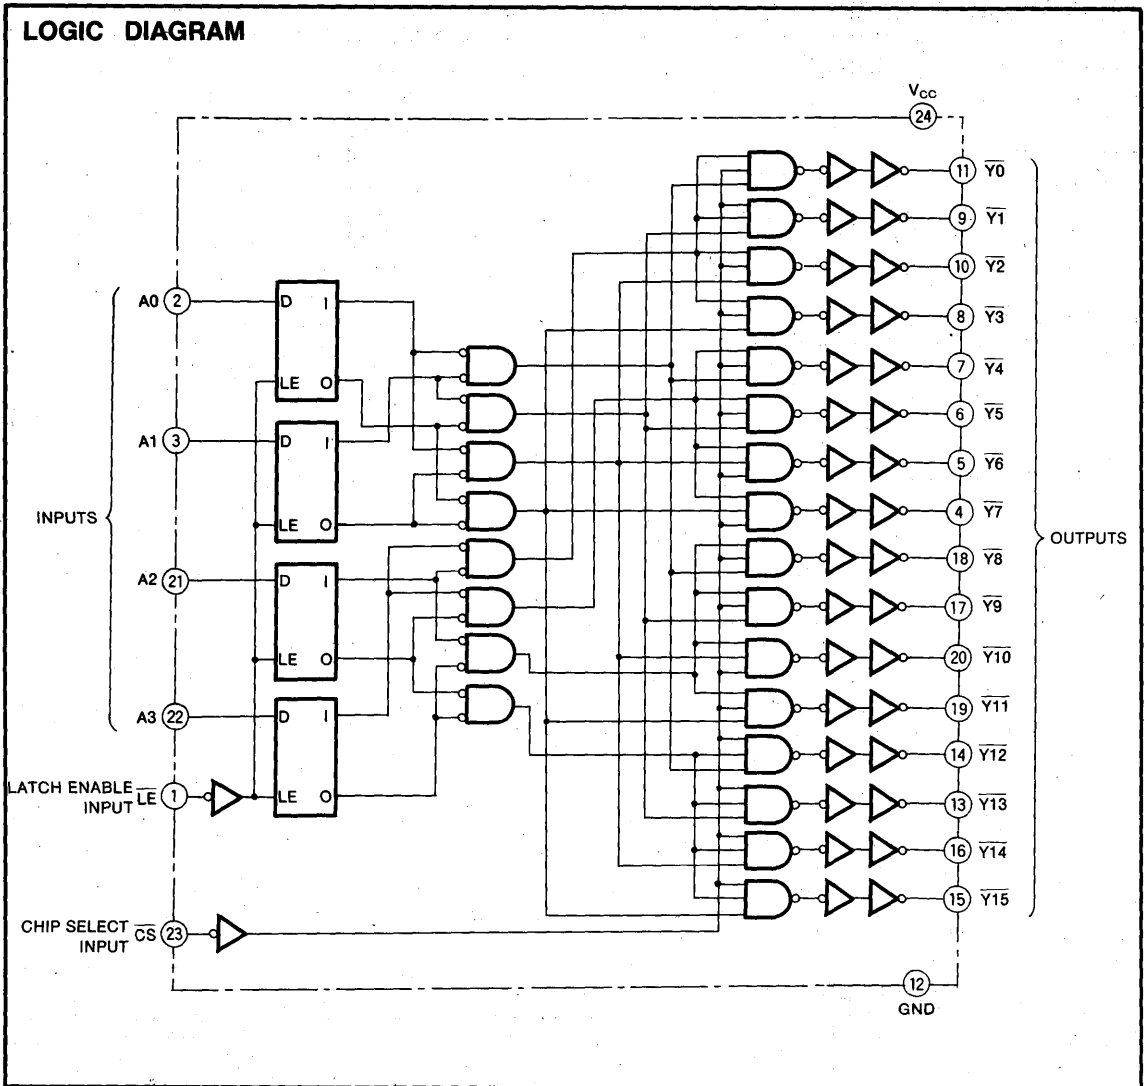 LOGIC DIAGRAM
VCC
24
11 Y0
9 Y1
10 Y2
A0 2
D I
8 Y3
7 Y4
LE O
6 Y5
A1 3
D I
5 Y6
4 Y7
INPUTS
LE O
OUTPUTS
18 Y8
A2 21
D I
17 Y9
LE O
20 Y10
19 Y11
A3 22
D I
14 Y12
LATCH ENABLE
INPUT
LE 1
LE O
13 Y13
16 Y14
15 Y15
CHIP SELECT
INPUT
CS 23
12
GND